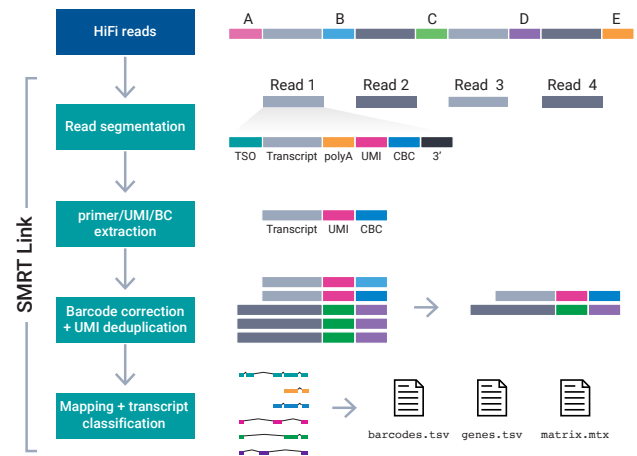 HiFi reads
A B C D E
Read 1 Read 2 Read 3 Read 4
Read segmentation
TSO Transcript polyA UMI CBC 3’
SMRT Link
primer/UMI/BC
extraction
Transcript UMI CBC
Barcode correction
+ UMI deduplication
Mapping + transcript
classification
barcodes.tsv genes.tsv matrix.mtx